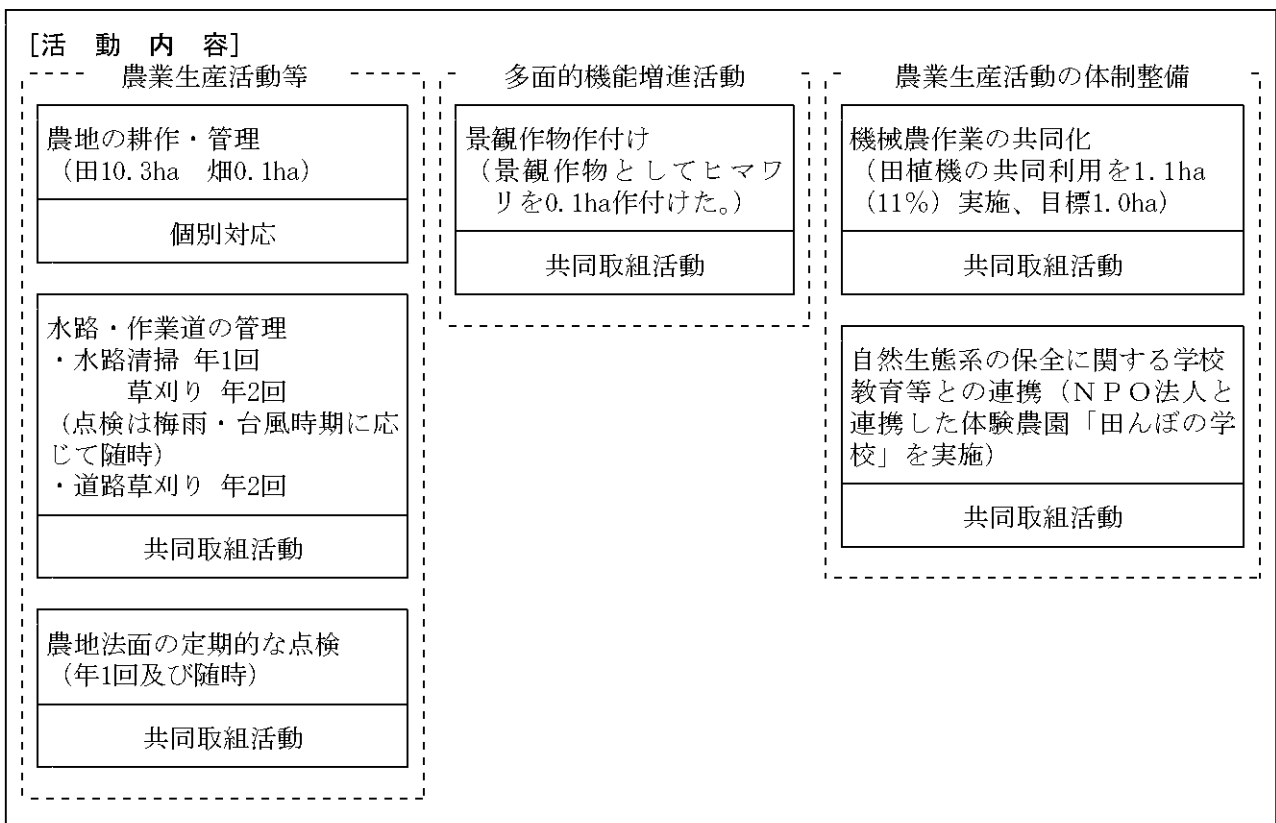 [活 動 内 容]
農業生産活動等
農地の耕作・管理
（田10.3ha 畑0.1ha）
個別対応
水路・作業道の管理
・水路清掃 年1回
草刈り 年2回
（点検は梅雨・台風時期に応
じて随時）
・道路草刈り 年2回
共同取組活動
農地法面の定期的な点検
（年1回及び随時）
共同取組活動
多面的機能増進活動
景観作物作付け
（景観作物としてヒマワ
リを0.1ha作付けた。）
共同取組活動
農業生産活動の体制整備
機械農作業の共同化
（田植機の共同利用を1.1ha
(11%) 実施、目標1.0ha）
共同取組活動
自然生態系の保全に関する学校
教育等との連携（ＮＰＯ法人と
連携した体験農園「田んぼの学
校」を実施）
共同取組活動